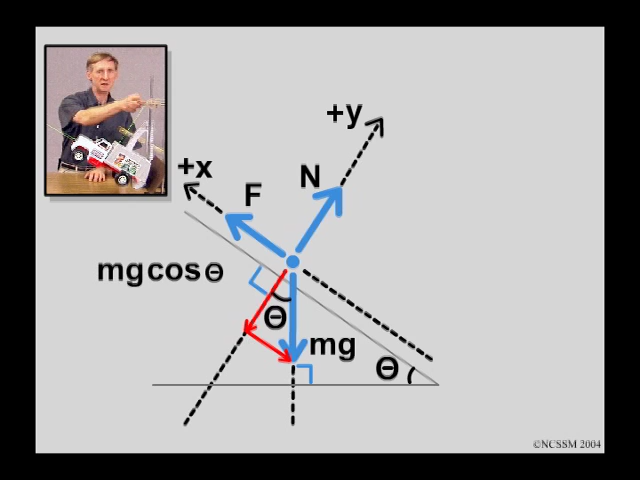 +y
+x
F
N
mgcosΘ
Θ
mg
Θ
©NCSSM 2004